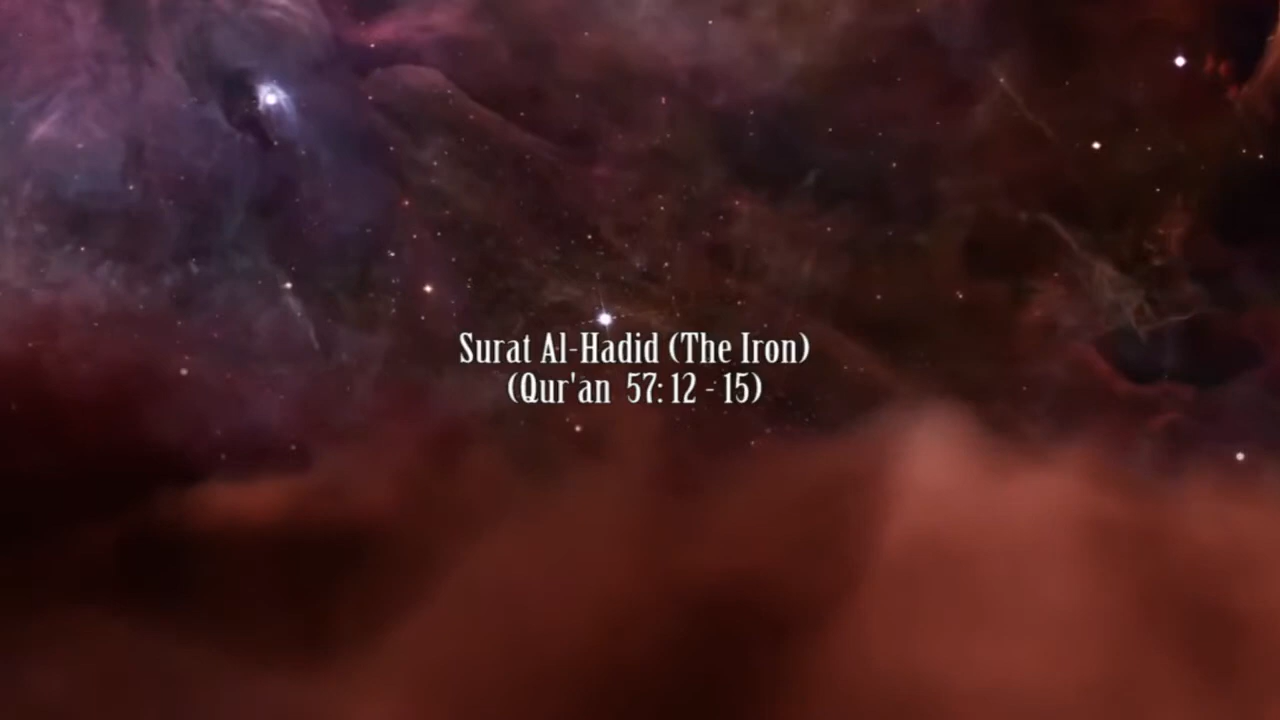 Surat Al-Hadid (The Iron)
(Qur'an 57: 12 - 15)